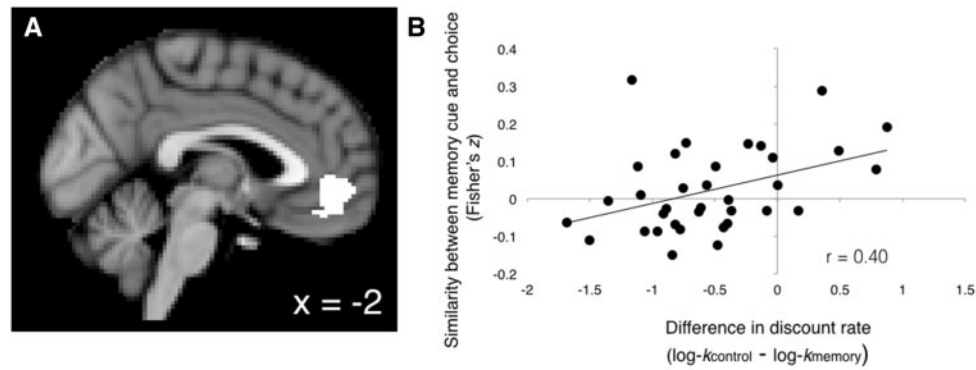 A
x = -2
B
Similarity between memory cue and choice
(Fisher's z)
0.4
0.3
0.2
0.1
0
-0.1
-0.2
-2
-1.5
-1
-0.5
0
0.5
1
1.5
r = 0.40
Difference in discount rate
(log-kcontrol - log-kmemory)